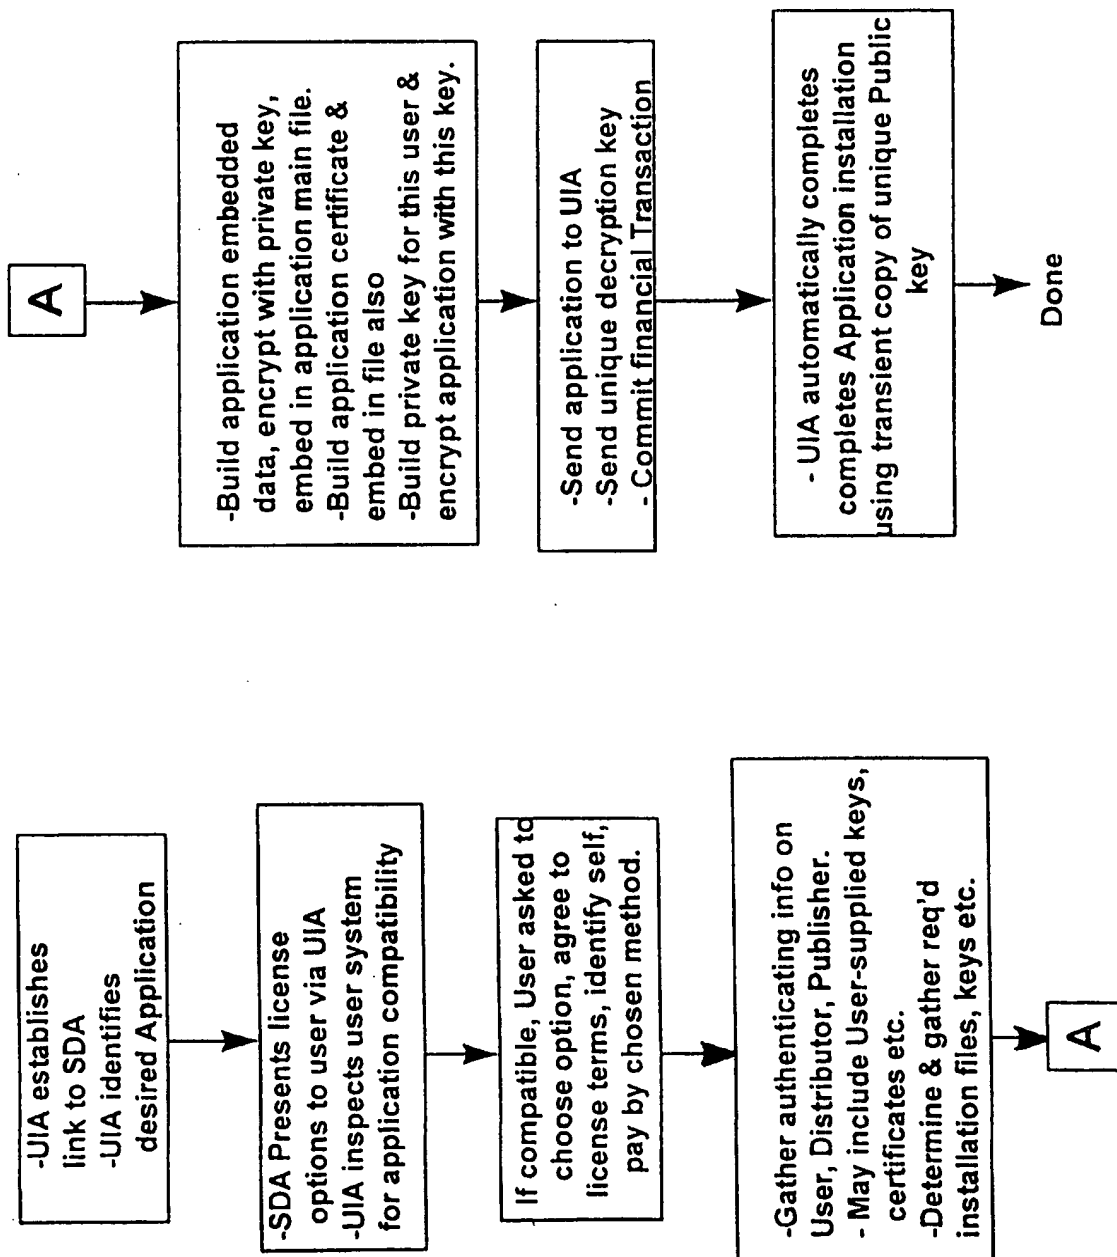 -UIA establishes
link to SDA
-UIA identifies
desired Application
-SDA Presents license
options to user via UIA
-UIA inspects user system
for application compatibility
If compatible, User asked to
choose option, agree to
license terms, identify self,
pay by chosen method.
-Gather authenticating info on
User, Distributor, Publisher.
- May include User-supplied keys,
certificates etc.
-Determine & gather req'd
installation files, keys etc.
A
A
-Build application embedded
data, encrypt with private key,
embed in application main file.
-Build application certificate &
embed in file also
-Build private key for this user &
encrypt application with this key.
-Send application to UIA
-Send unique decryption key
- Commit financial Transaction
- UIA automatically completes
completes Application installation
using transient copy of unique Public
key
Done